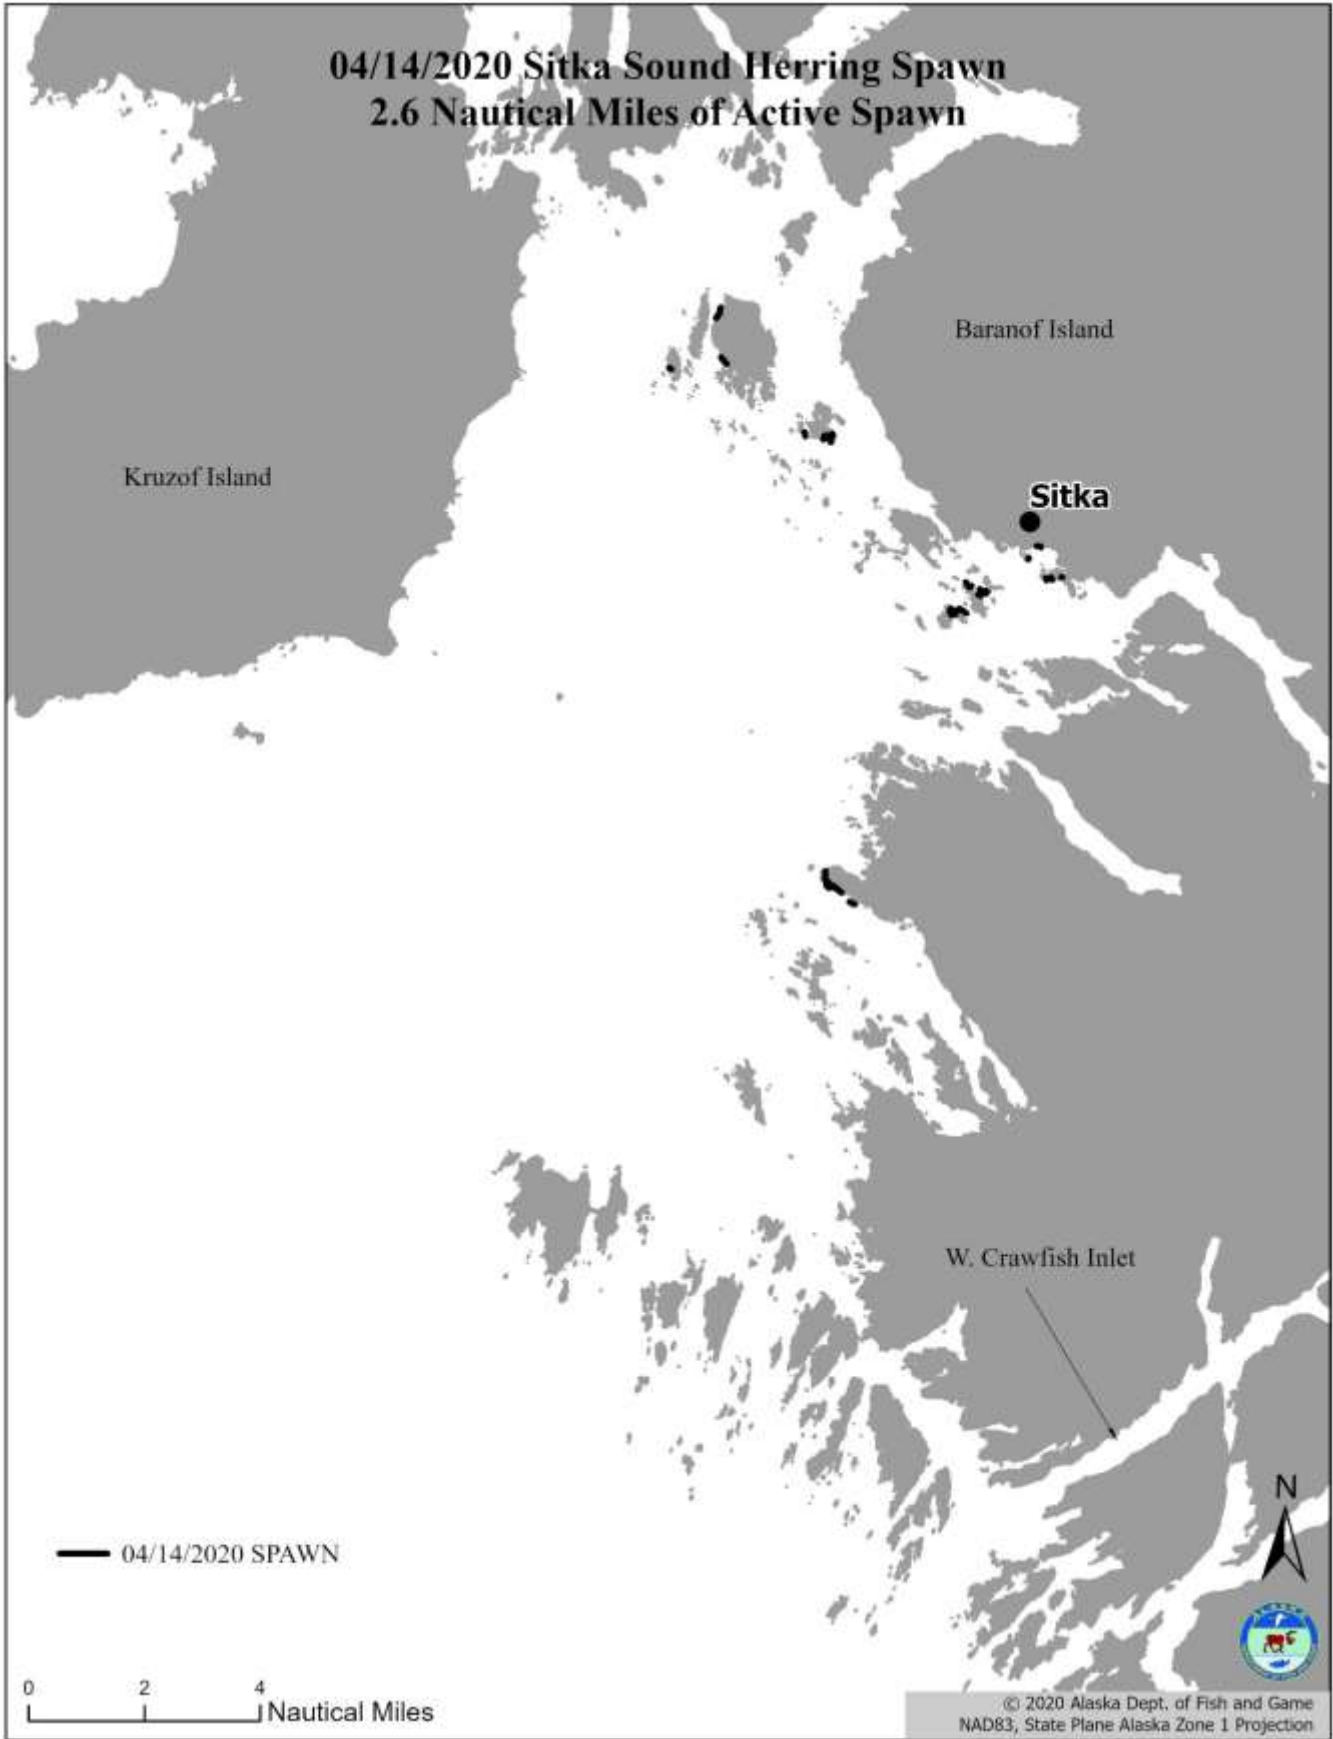 04/14/2020 Sitka Sound Herring Spawn
2.6 Nautical Miles of Active Spawn
Baranof Island
Kruzof Island
Sitka
W. Crawfish Inlet
N
04/14/2020 SPAWN
0 2 4
Nautical Miles
© 2020 Alaska Dept. of Fish and Game
NAD83, State Plane Alaska Zone 1 Projection